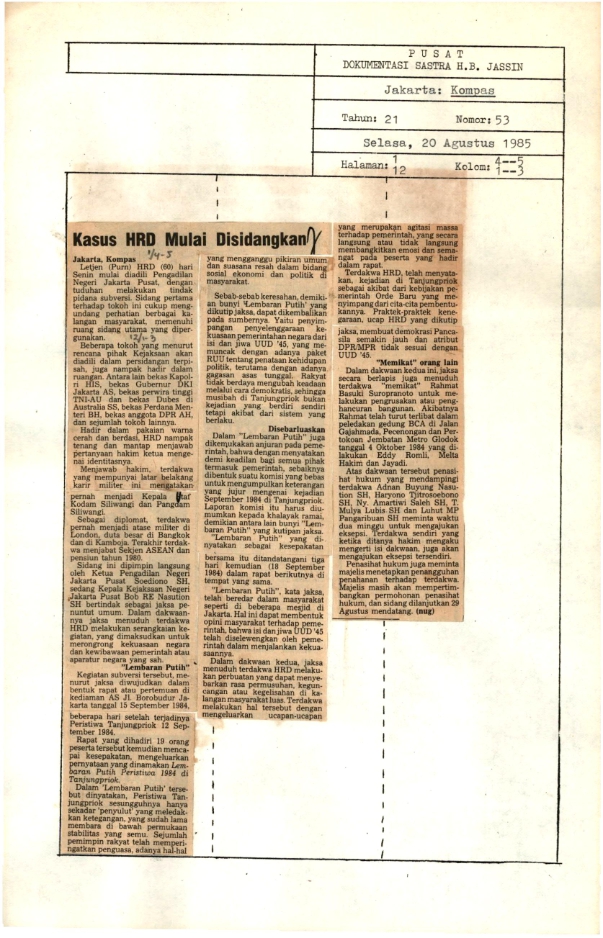 P U S A T
DOKUMENTASI SASTRA H.B. JASSIN
Jakarta: Kompas
Tahun: 21 Nomor: 53
Selasa, 20 Agustus 1985
Halaman: 1 Kolom: 4--5
12 1--3
Kasus HRD Mulai Disidangkan
1/4-5
Jakarta, Kompas
Letjen (Purn) HRD (60) hari
Senin mulai diadili Pengadilan
Negeri Jakarta Pusat, dengan
tuduhan melakukan tindak
pidana subversi. Sidang pertama
terhadap tokoh ini cukup meng-
undang perhatian berbagai ka-
langan masyarakat, memenuhi
ruang sidang utama yang diper-
gunakan.
12/1-3
Beberapa tokoh yang menurut
rencana pihak Kejaksaan akan
diadili dalam persidangan terpi-
sah, juga nampak hadir dalam
ruangan. Antara lain bekas Kapol-
ri HIS, bekas Gubernur DKI
Jakarta AS, bekas perwira tinggi
TNI-AU dan bekas Dubes di
Australia SS, bekas Perdana Men-
teri BH, bekas anggota DPR AH,
dan sejumlah tokoh lainnya.
Hadir dalam pakaian warna
cerah dan berdasi, HRD nampak
tenang dan mantap menjawab
pertanyaan hakim ketua menge-
nai identitasnya.
Menjawab hakim, terdakwa
yang mempunyai latar belakang
karir militer ini mengatakan
pernah menjadi Kepala Staf
Kodam Siliwangi dan Pangdam
Siliwangi.
Sebagai diplomat, terdakwa
pernah menjadi atase militer di
London, duta besar di Bangkok
dan di Kamboja. Terakhir terdak-
wa menjabat Sekjen ASEAN dan
pensiun tahun 1980.
Sidang ini dipimpin langsung
oleh Ketua Pengadilan Negeri
Jakarta Pusat Soediono SH,
sedang Kepala Kejaksaan Negeri
Jakarta Pusat Bob RE Nasution
SH bertindak sebagai jaksa pe-
nuntut umum. Dalam dakwaan-
nya jaksa menuduh terdakwa
HRD melakukan serangkaian ke-
giatan, yang dimaksudkan untuk
merongrong kekuasaan negara
dan kewibawaan pemerintah atau
aparatur negara yang sah.
"Lembaran Putih"
Kegiatan subversi tersebut, me-
nurut jaksa diwujudkan dalam
bentuk rapat atau pertemuan di
kediaman AS Jl. Borobudur Ja-
karta tanggal 15 September 1984,
beberapa hari setelah terjadinya
Peristiwa Tanjungpriok 12 Sep-
tember 1984.
Rapat yang dihadiri 19 orang
peserta tersebut kemudian menca-
pai kesepakatan, mengeluarkan
pernyataan yang dinamakan Lem-
baran Putih Peristiwa 1984 di
Tanjungpriok.
Dalam 'Lembaran Putih' terse-
but dinyatakan, Peristiwa Tan-
jungpriok sesungguhnya hanya
sekadar 'penyulut' yang meledak-
kan ketegangan, yang sudah lama
membara di bawah permukaan
stabilitas yang semu. Sejumlah
pemimpin rakyat telah memperi-
ngatkan penguasa, adanya hal-hal
yang mengganggu pikiran umum
dan suasana resah dalam bidang
sosial ekonomi dan politik di
masyarakat.
Sebab-sebab keresahan, demiki-
an bunyi 'Lembaran Putih' yang
dikutip jaksa, dapat dikembalikan
pada sumbernya. Yaitu penyim-
pangan penyelenggaraan ke-
kuasaan pemerintahan negara dari
isi dan jiwa UUD '45, yang me-
muncak dengan adanya paket
RUU tentang penataan kehidupan
politik, terutama dengan adanya
gagasan asas tunggal. Rakyat
tidak berdaya mengubah keadaan
melalui cara demokratis, sehingga
musibah di Tanjungpriok bukan
kejadian yang berdiri sendiri
tetapi akibat dari sistem yang
berlaku.
Disebarluaskan
Dalam "Lembaran Putih" juga
dikemukakan anjuran pada peme-
rintah, bahwa dengan menyatakan
demi keadilan bagi semua pihak
termasuk pemerintah, sebaiknya
dibentuk suatu komisi yang bebas
untuk mengumpulkan keterangan
yang jujur mengenai kejadian
September 1984 di Tanjungpriok.
Laporan komisi itu harus dium-
umkan kepada khalayak ramai,
demikian antara lain bunyi "Lem-
baran Putih" yang kutipan jaksa.
"Lembaran Putih" yang di-
nyatakan sebagai kesepakatan
bersama itu ditandatangani tiga
hari kemudian (18 September
1984) dalam rapat berikutnya di
tempat yang sama.
"Lembaran Putih", kata jaksa,
telah beredar dalam masyarakat
seperti di beberapa mesjid di
Jakarta. Hal ini dapat membentuk
opini masyarakat terhadap peme-
rintah, bahwa isi dan jiwa UUD '45
telah diselewengkan oleh peme-
rintah dalam menjalankan kekua-
saannya.
Dalam dakwaan kedua, jaksa
menuduh terdakwa HRD melaku-
kan perbuatan yang dapat menye-
barkan rasa permusuhan, kegun-
cangan atau kegelisahan di ka-
langan masyarakat luas. Terdakwa
melakukan hal tersebut dengan
mengeluarkan ucapan-ucapan
yang merupakan agitasi massa
terhadap pemerintah, yang secara
langsung atau tidak langsung
membangkitkan emosi dan sema-
ngat pada peserta yang hadir
dalam rapat.
Terdakwa HRD, telah menyata-
kan, kejadian di Tanjungpriok
sebagai akibat dari kebijakan pe-
merintah Orde Baru yang me-
nyimpang dari cita-cita pembentu-
kannya. Praktek-praktek kene-
garaan, ucap HRD yang dikutip
jaksa, membuat demokrasi Panca-
sila semakin jauh dan atribut
DPR/MPR tidak sesuai dengan
UUD '45.
"Memikat" orang lain
Dalam dakwaan kedua ini, jaksa
secara berlapis juga menuduh
terdakwa "memikat" Rahmut
Basuki Suropranoto untuk me-
lakukan pengrusakan atau peng-
hancuran bangunan. Akibatnya
Rahmat telah turut terlibat dalam
peledakan gedung BCA di Jalan
Gajahmada, Pecenongan dan Per-
tokoan Jembatan Metro Glodok
tanggal 4 Oktober 1984 yang di-
lakukan Eddy Romli, Melta
Hakim dan Jayadi.
Atas dakwaan tersebut penasi-
hat hukum yang mendampingi
terdakwa Adnan Buyung Nasu-
tion SH, Haryono Tjitrosoebono
SH, Ny. Amartiwi Saleh SH, T.
Mulya Lubis SH dan Luhut MP
Pangaribuan SH meminta waktu
dua minggu untuk mengajukan
eksepsi. Terdakwa sendiri yang
ketika ditanya hakim mengaku
mengerti isi dakwaan, juga akan
mengajukan eksepsi tersendiri.
Penasihat hukum juga meminta
majelis menetapkan penangguhan
penahanan terhadap terdakwa.
Majelis masih akan mempertim-
bangkan permohonan penasihat
hukum, dan sidang dilanjutkan 29
Agustus mendatang. (mg)